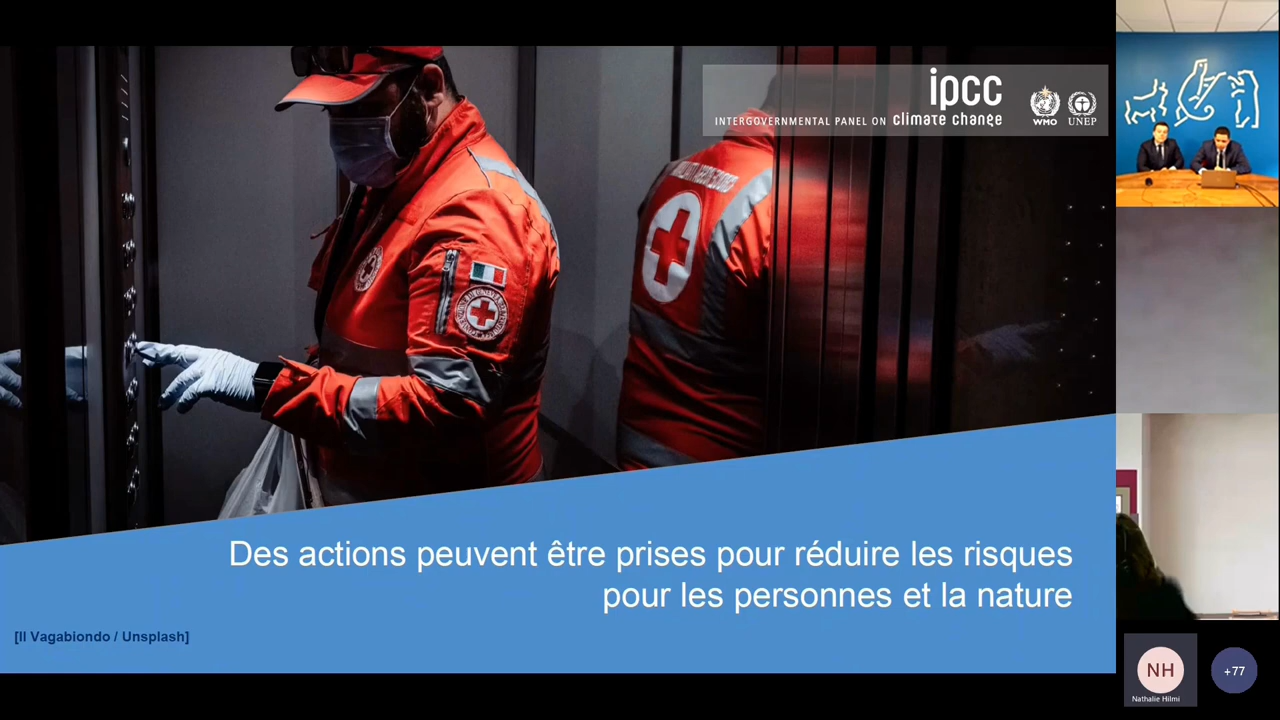 ipcc
INTERGOVERNMENTAL PANEL ON climate change
WMO
UNEP
Des actions peuvent être prises pour réduire les risques
pour les personnes et la nature
[Il Vagabiondo / Unsplash]
NH
Nathalie Hilmi
+77